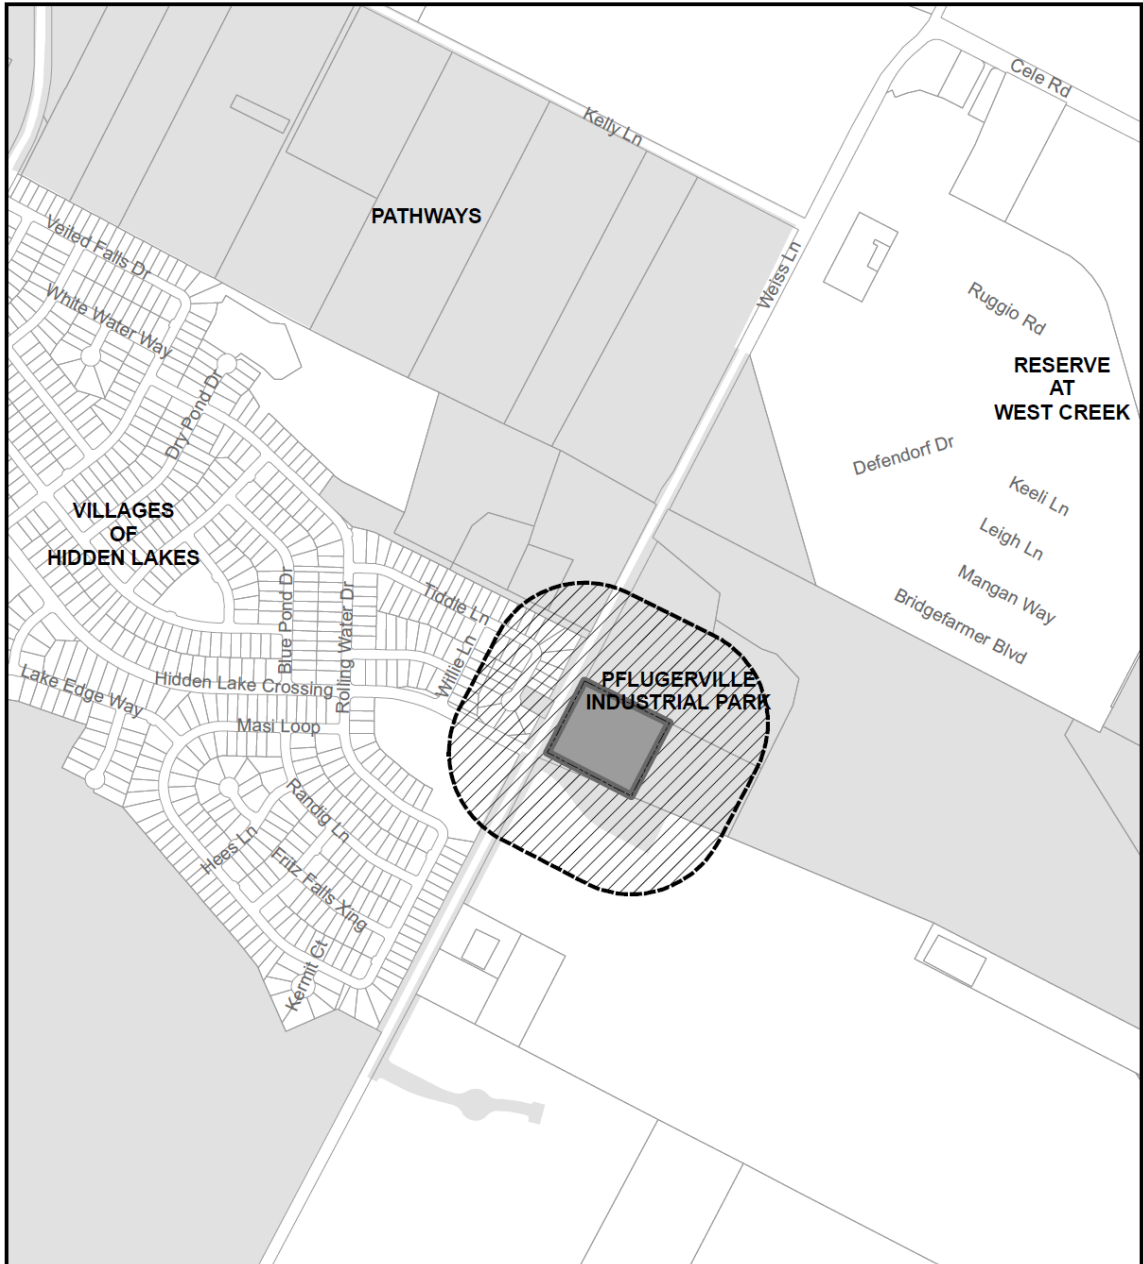 Cele Rd
Kelly Ln
PATHWAYS
Veiled Falls Dr
Weiss Ln
White Water Way
Ruggio Rd
RESERVE
AT
WEST CREEK
Dry Pond Dr
Defendorf Dr
Keeli Ln
VILLAGES
OF
HIDDEN LAKES
Leigh Ln
Mangan Way
Tiddle Ln
Blue Pond Dr
Rolling Water Dr
Bridgefarmer Blvd
Willie Ln
PFLUGERVILLE
INDUSTRIAL PARK
Lake Edge Way
Hidden Lake Crossing
Masi Loop
Randig Ln
Hees Ln
Fritz Falls Xing
Kermit Ct